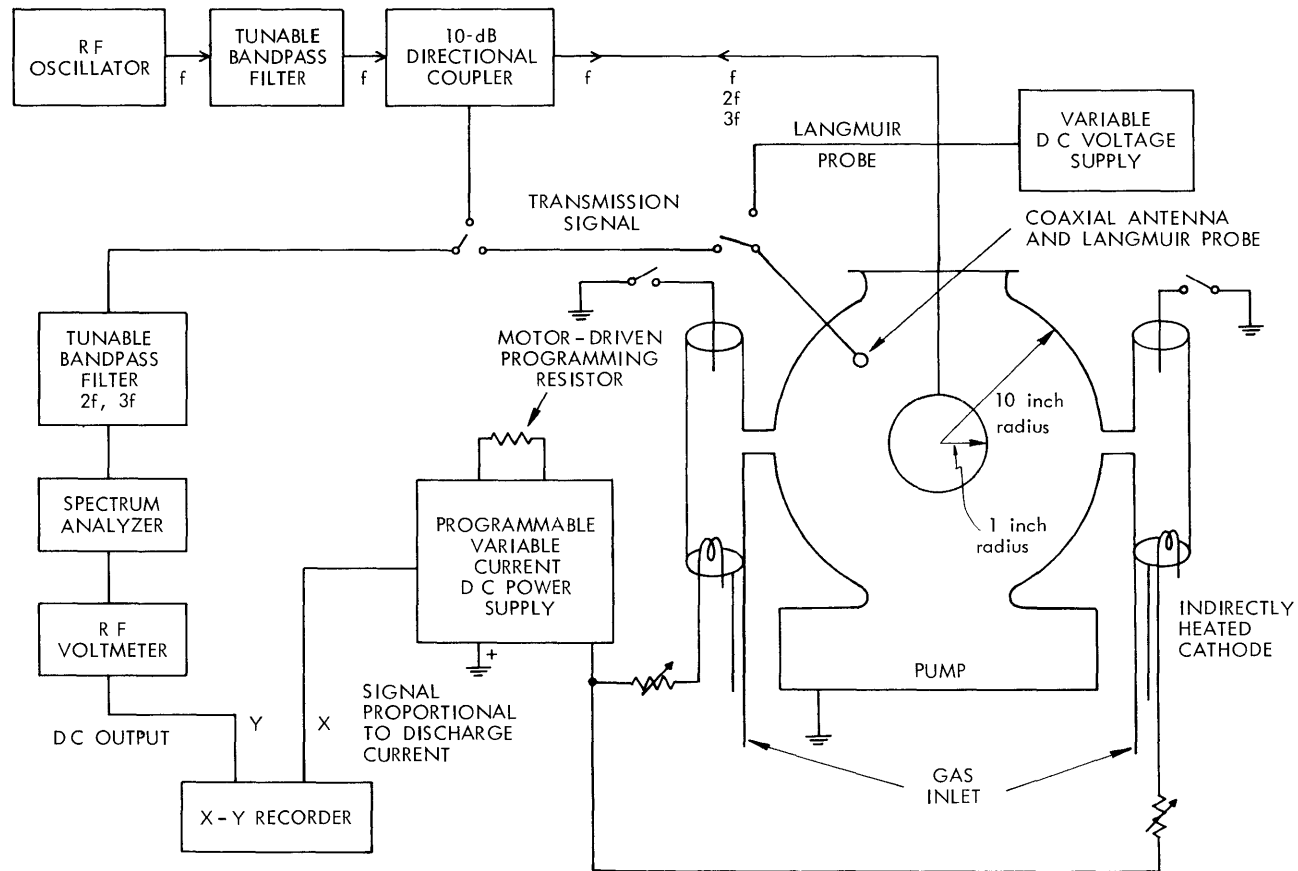 RF
OSCILLATOR
f
TUNABLE
BANDPASS
FILTER
f
10-dB
DIRECTIONAL
COUPLER
f
f
2f
3f
LANGMUIR
PROBE
VARIABLE
DC VOLTAGE
SUPPLY
TRANSMISSION
SIGNAL
COAXIAL ANTENNA
AND LANGMUIR PROBE
TUNABLE
BANDPASS
FILTER
2f, 3f
MOTOR-DRIVEN
PROGRAMMING
RESISTOR
10 inch
radius
1 inch
radius
SPECTRUM
ANALYZER
PROGRAMMABLE
VARIABLE
CURRENT
DC POWER
SUPPLY
+
RF
VOLTMETER
INDIRECTLY
HEATED
CATHODE
PUMP
DC OUTPUT
Y
X
SIGNAL
PROPORTIONAL
TO DISCHARGE
CURRENT
GAS
INLET
X-Y RECORDER